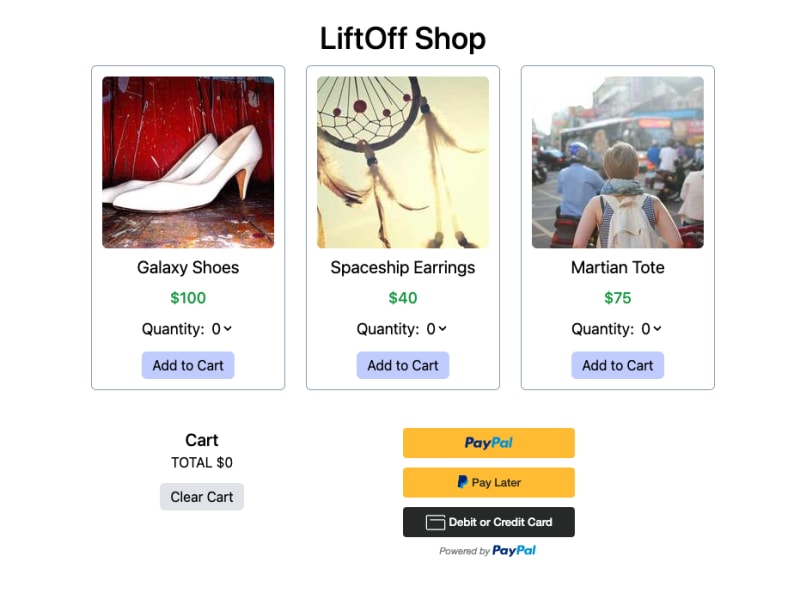 LiftOff Shop
Galaxy Shoes
$100
Quantity: 0
Add to Cart
Spaceship Earrings
$40
Quantity: 0
Add to Cart
Martian Tote
$75
Quantity: 0
Add to Cart
Cart
TOTAL $0
Clear Cart
PayPal
Pay Later
Debit or Credit Card
Powered by PayPal